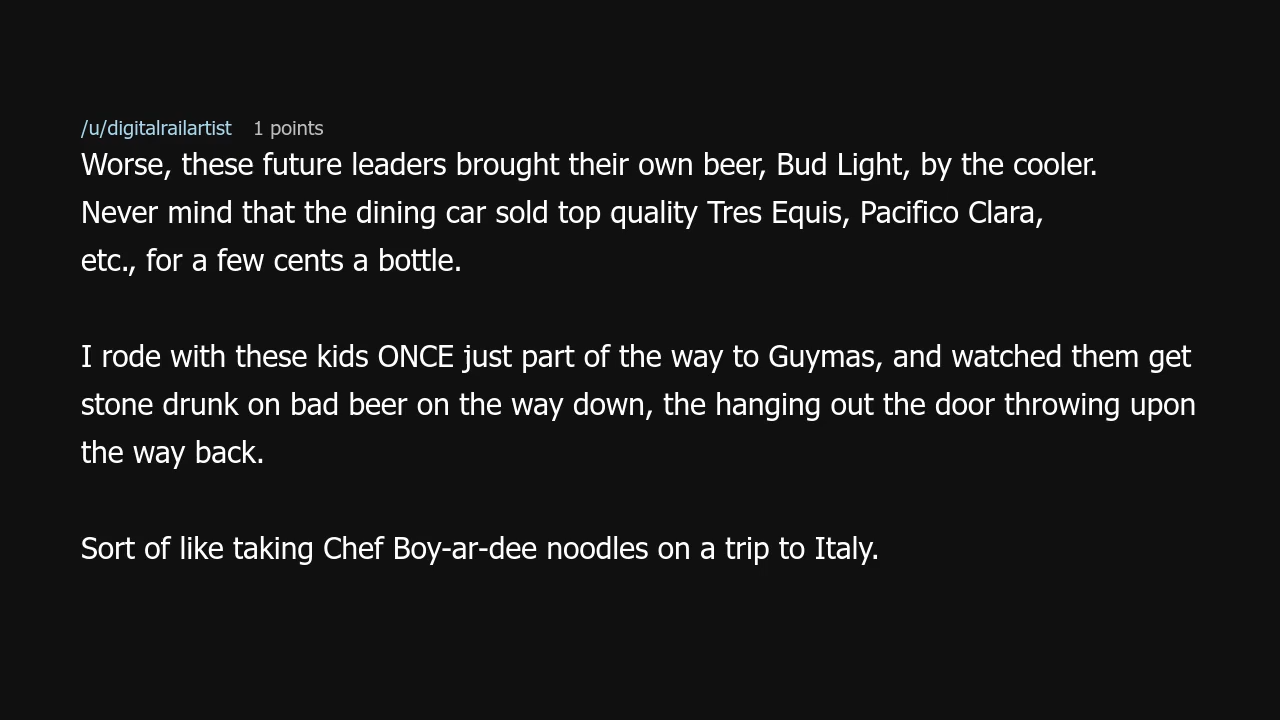 /u/digitalrailartist 1 points
Worse, these future leaders brought their own beer, Bud Light, by the cooler.
Never mind that the dining car sold top quality Tres Equis, Pacifico Clara,
etc., for a few cents a bottle.
I rode with these kids ONCE just part of the way to Guymas, and watched them get
stone drunk on bad beer on the way down, the hanging out the door throwing upon
the way back.
Sort of like taking Chef Boy-ar-dee noodles on a trip to Italy.